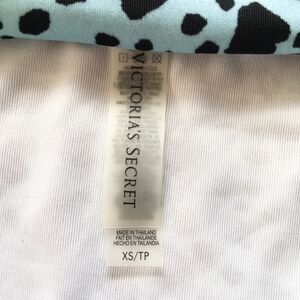 VICTORIA'S SECRET
MADE IN THAILAND
FAIT EN THAÏLANDE
HECHO EN TAILANDIA
XS/TP